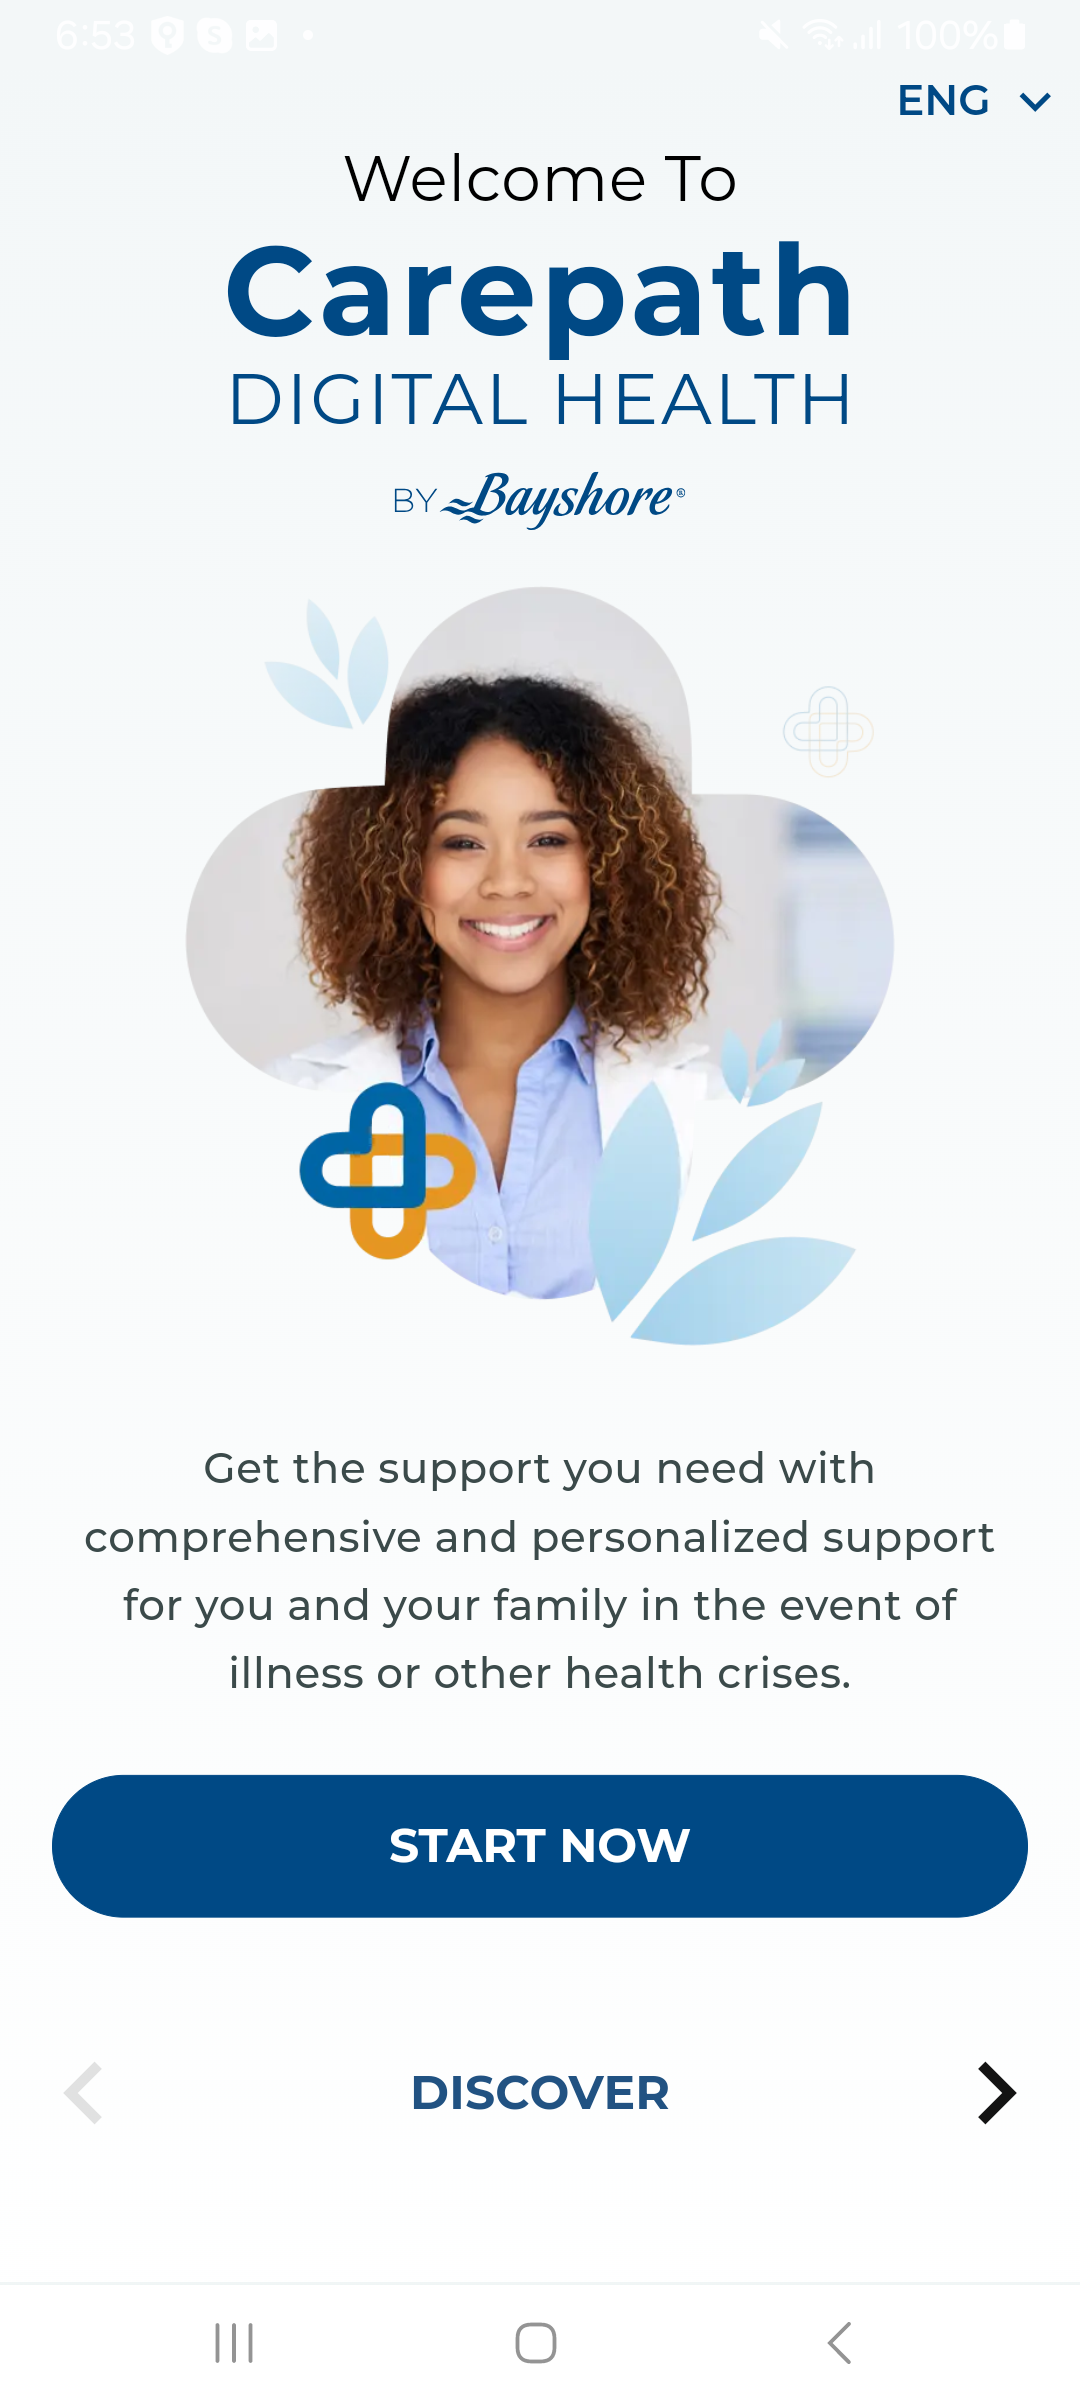 6:53
100%
ENG
Welcome To
Carepath
DIGITAL HEALTH
BY Bayshore®
Get the support you need with
comprehensive and personalized support
for you and your family in the event of
illness or other health crises.
START NOW
DISCOVER